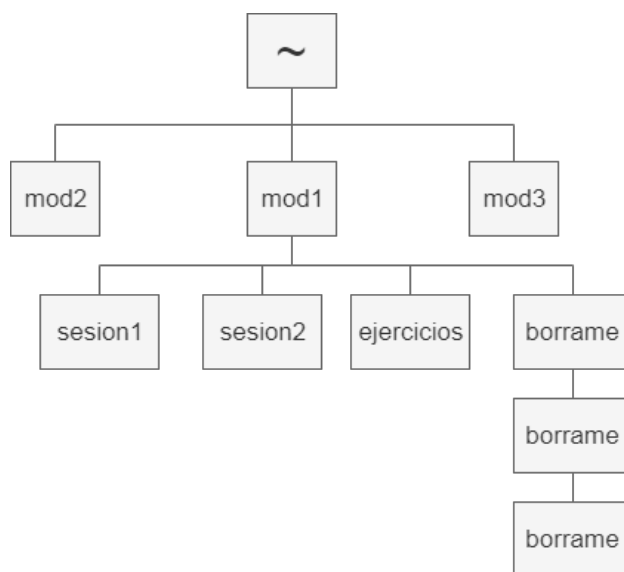 ~
mod2 mod1 mod3
sesion1 sesion2 ejercicios borrame
borrame
borrame